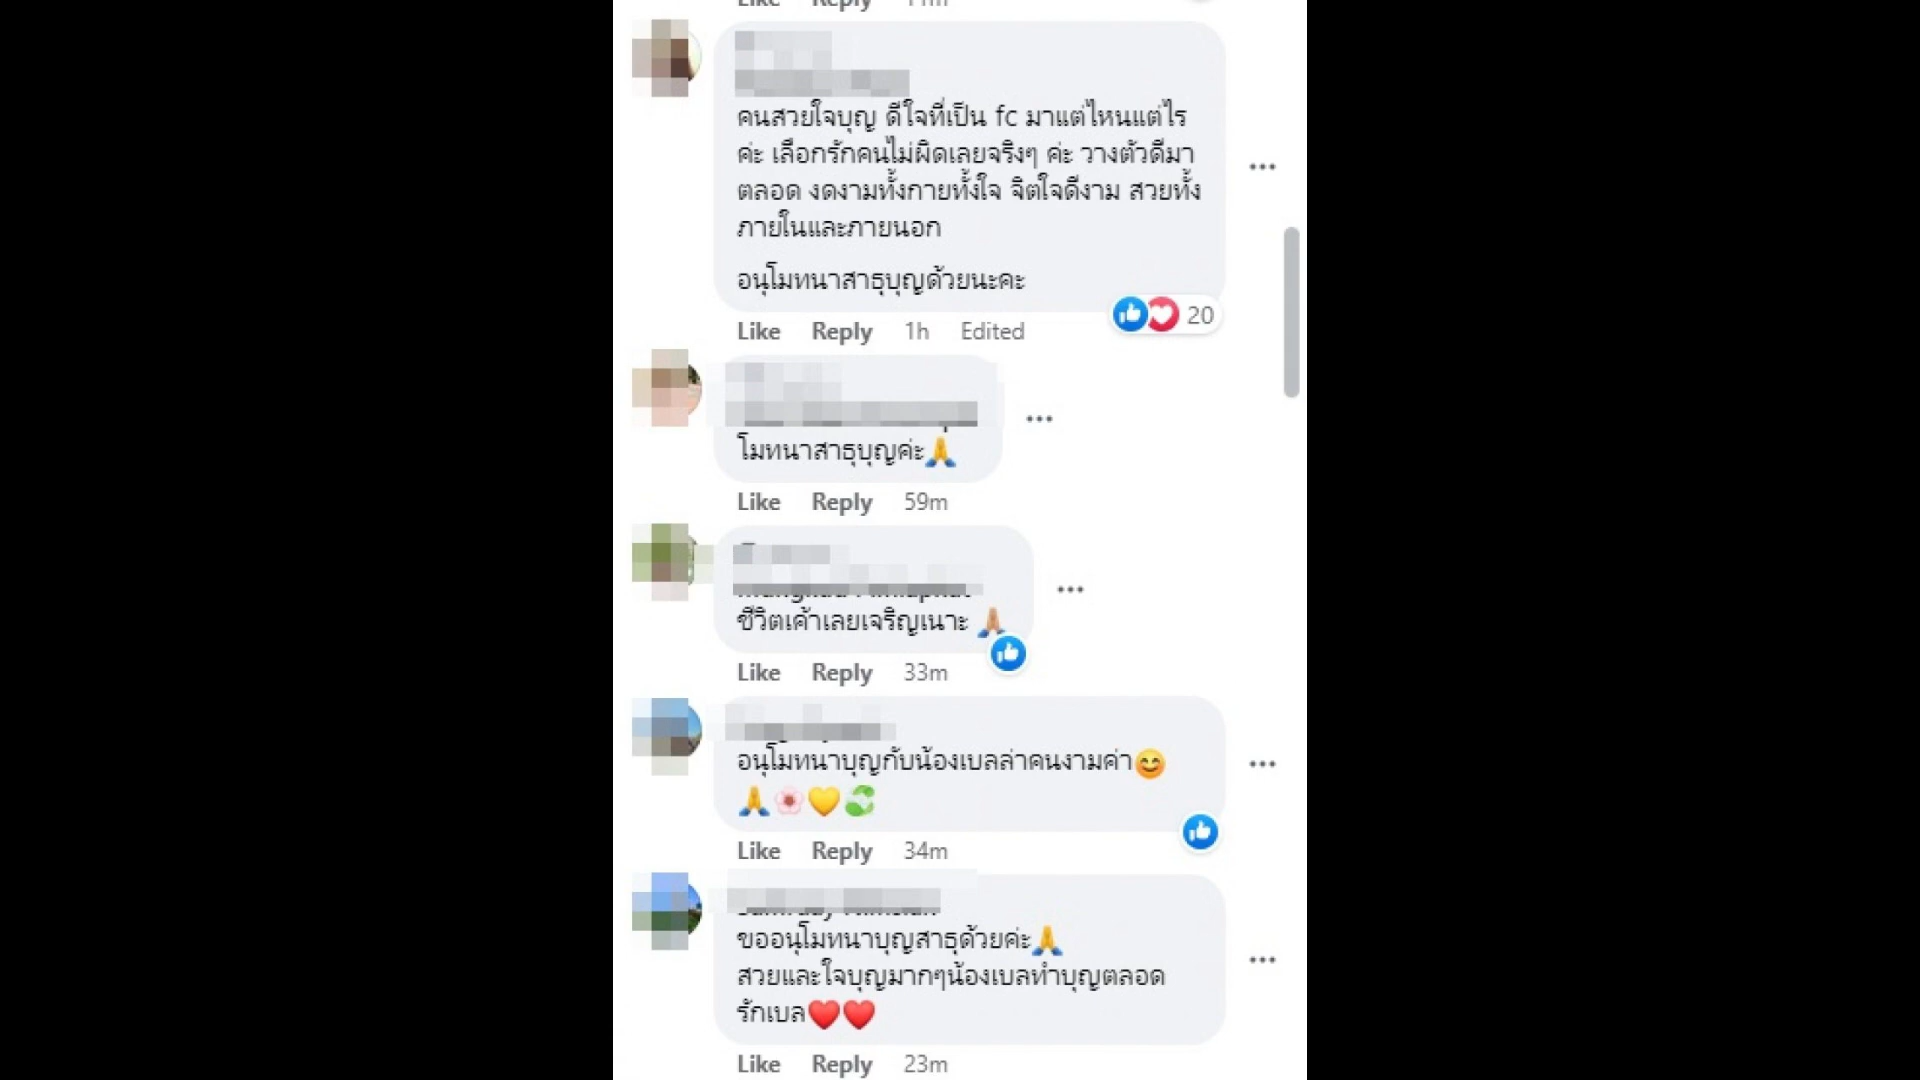 คนสวยใจบุญ ดีใจที่เป็น fc มาแต่ไหนแต่ไร
ค่ะ เลือกรักคนไม่ผิดเลยจริงๆ ค่ะ วางตัวดีมา
ตลอด งดงามทั้งกายทั้งใจ จิตใจดีงาม สวยทั้ง
ภายในและภายนอก
อนุโมทนาสาธุบุญด้วยนะคะ
20
Like Reply 1h Edited
โมทนาสาธุบุญค่ะ🙏
Like Reply 59m
ชีวิตเค้าเลยเจริญเนาะ 🙏🏽
Like Reply 33m
อนุโมทนาบุญกับน้องเบลล่าคนงามค่า😊
🙏🌸💛
Like Reply 34m
ขออนุโมทนาบุญสาธุด้วยค่ะ🙏
สวยและใจบุญมากๆน้องเบลทำบุญตลอด
รักเบล❤️❤️
Like Reply 23m